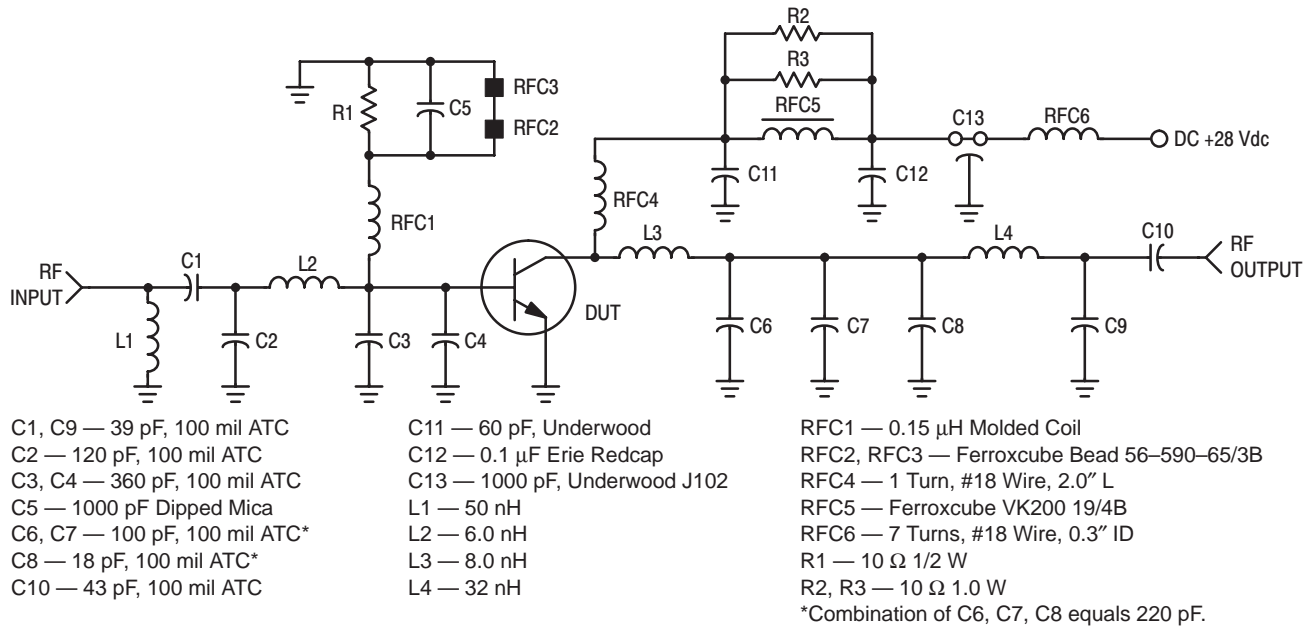 R2
R3
RFC3
R1
C5
RFC5
C13
RFC6
RFC2
DC +28 Vdc
C11
C12
RFC4
RFC1
L3
L4
C10
C1
L2
RF
INPUT
RF
OUTPUT
DUT
L1
C2
C3
C4
C6
C7
C8
C9
C1, C9 — 39 pF, 100 mil ATC
C2 — 120 pF, 100 mil ATC
C3, C4 — 360 pF, 100 mil ATC
C5 — 1000 pF Dipped Mica
C6, C7 — 100 pF, 100 mil ATC*
C8 — 18 pF, 100 mil ATC*
C10 — 43 pF, 100 mil ATC
C11 — 60 pF, Underwood
C12 — 0.1 μF Erie Redcap
C13 — 1000 pF, Underwood J102
L1 — 50 nH
L2 — 6.0 nH
L3 — 8.0 nH
L4 — 32 nH
RFC1 — 0.15 μH Molded Coil
RFC2, RFC3 — Ferroxcube Bead 56–590–65/3B
RFC4 — 1 Turn, #18 Wire, 2.0″ L
RFC5 — Ferroxcube VK200 19/4B
RFC6 — 7 Turns, #18 Wire, 0.3″ ID
R1 — 10 Ω 1/2 W
R2, R3 — 10 Ω 1.0 W
*Combination of C6, C7, C8 equals 220 pF.